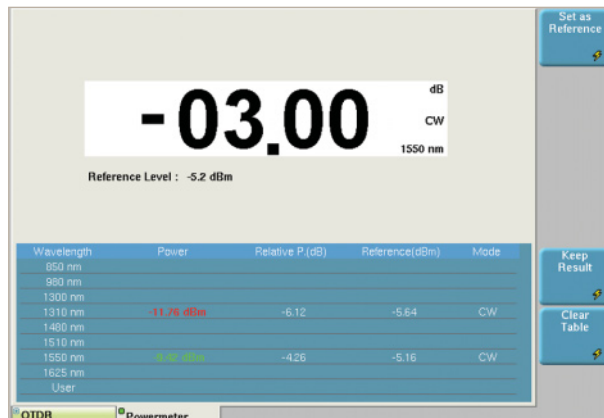 Set as
Reference
-03.00
dB
CW
1550 nm
Reference Level : -5.2 dBm
Wavelength Power Relative P.(dB) Reference(dBm) Mode
850 nm
980 nm
1300 nm
1310 nm -11.76 dBm -6.12 -5.64 CW
1480 nm
1510 nm
1550 nm dBm -4.26 -5.16 CW
1625 nm
User
Keep
Result
Clear
Table
OTDR Powermeter